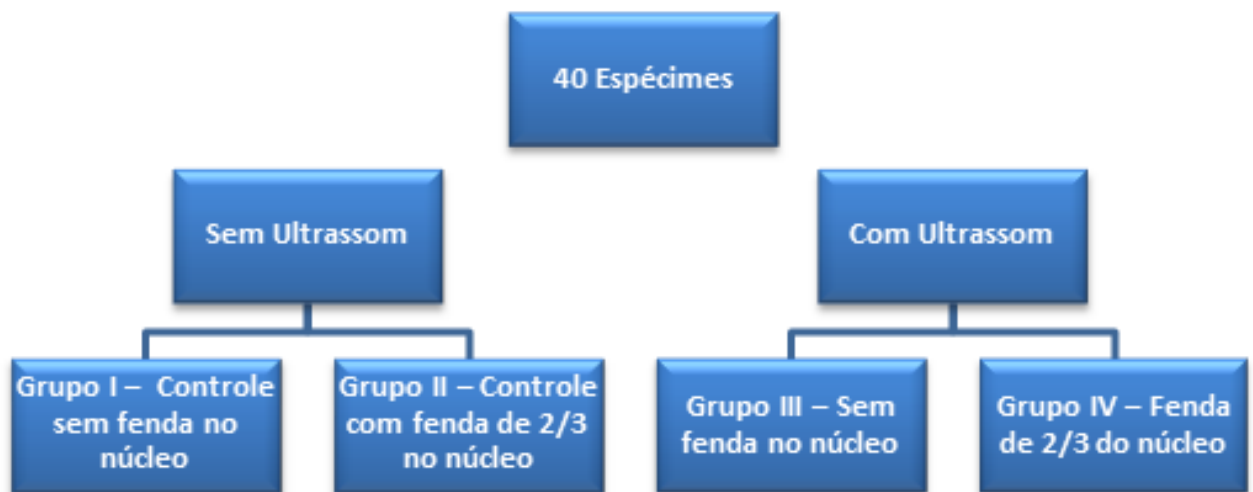 40 Espécimes
Sem Ultrassom
Com Ultrassom
Grupo I – Controle
sem fenda no
núcleo
Grupo II – Controle
com fenda de 2/3
no núcleo
Grupo III – Sem
fenda no núcleo
Grupo IV – Fenda
de 2/3 do núcleo